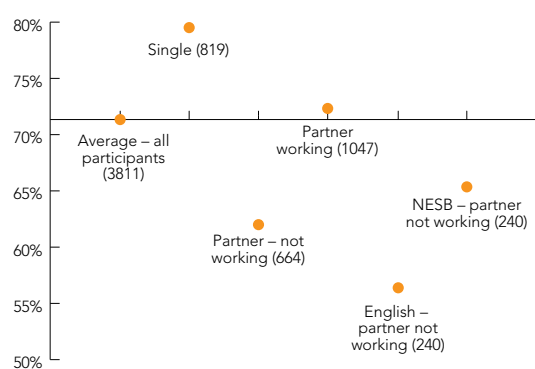 80%
75%
70%
65%
60%
55%
50%
Single (819)
Average – all
participants
(3811)
Partner
working (1047)
NESB – partner
not working (240)
Partner – not
working (664)
English –
partner not
working (240)